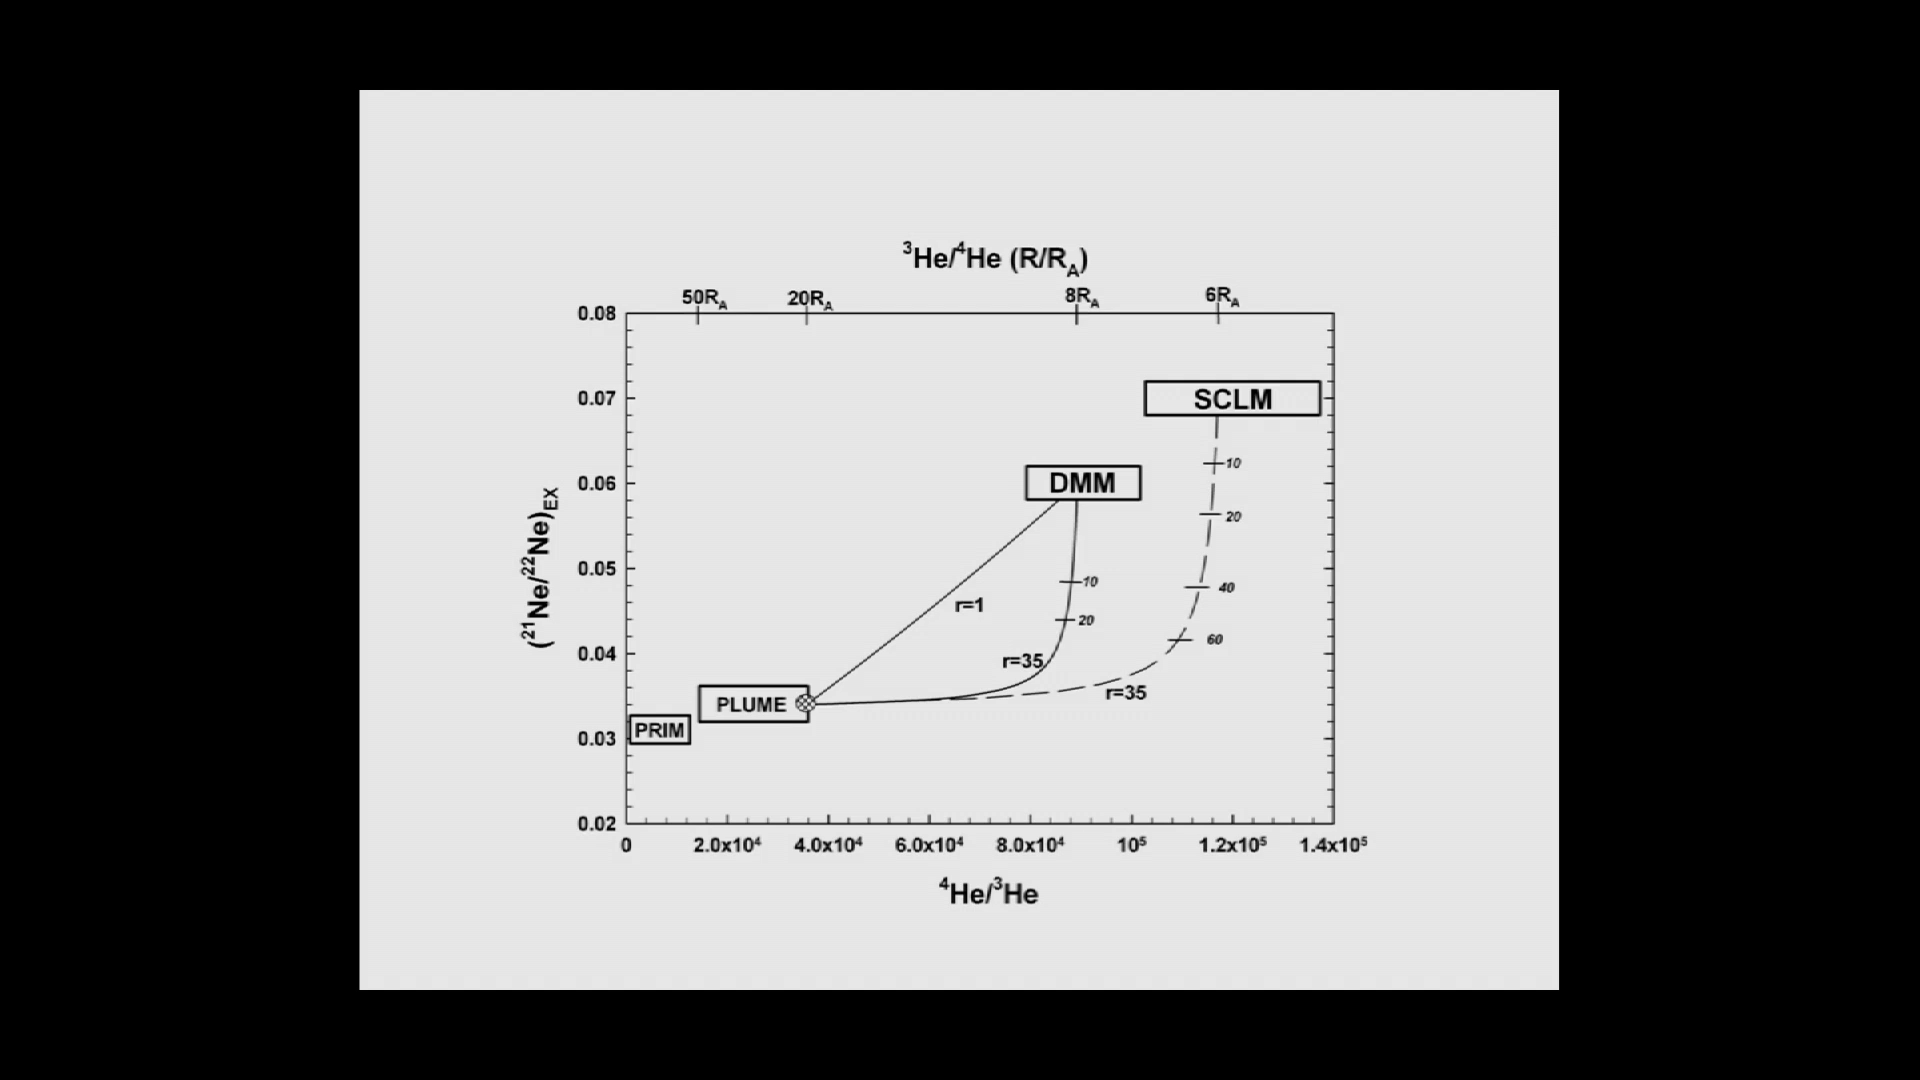 ³He/⁴He (R/R_A)
50R_A 20R_A 8R_A 6R_A
0.08
0.07
0.06
0.05
0.04
0.03
0.02
(²¹Ne/²²Ne)_EX
SCLM
10
20
40
60
DMM
10
20
r=1
r=35
r=35
PLUME
PRIM
0 2.0x10⁴ 4.0x10⁴ 6.0x10⁴ 8.0x10⁴ 10⁵ 1.2x10⁵ 1.4x10⁵
⁴He/³He